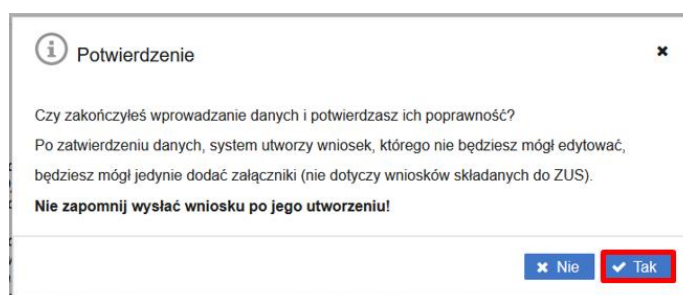 Potwierdzenie
Czy zakończyłeś wprowadzanie danych i potwierdzasz ich poprawność?
Po zatwierdzeniu danych, system utworzy wniosek, którego nie będziesz mógł edytować,
będziesz mógł jedynie dodać załączniki (nie dotyczy wniosków składanych do ZUS).
Nie zapomnij wysłać wniosku po jego utworzeniu!
Nie Tak